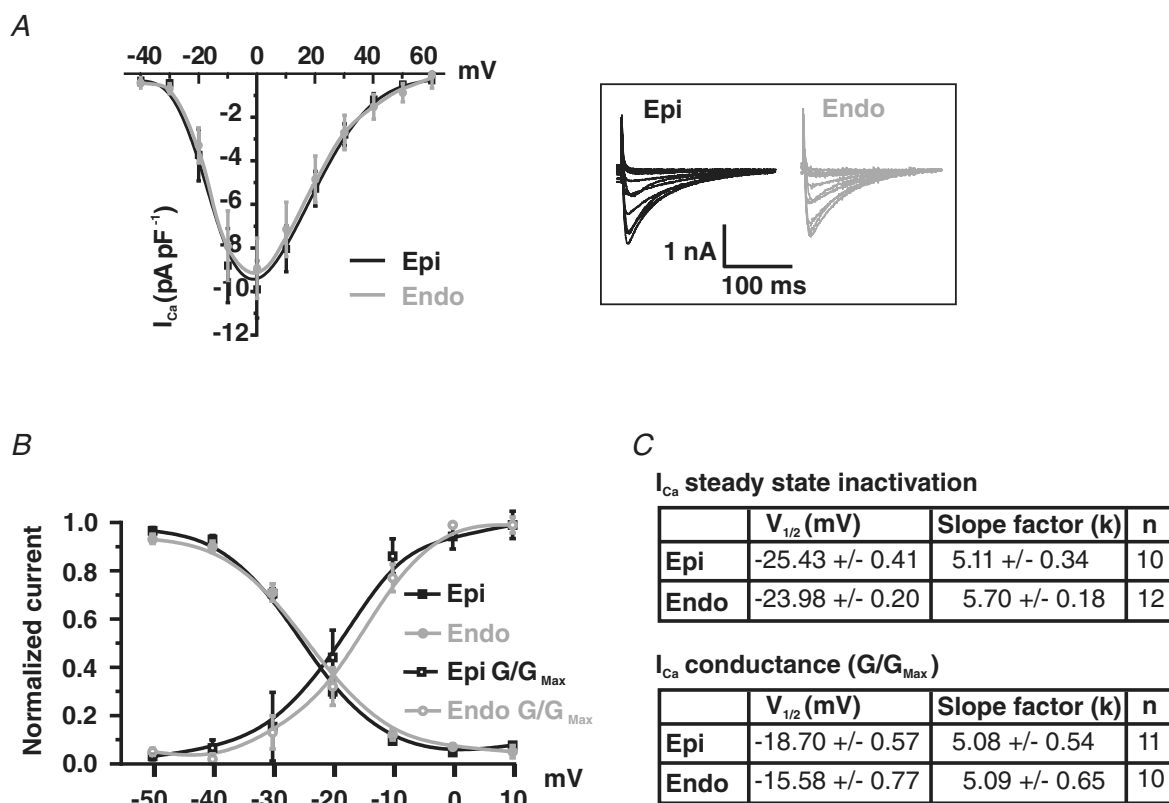 A
-40 -20 0 20 40 60 mV
-2
-4
-6
-8
-10
-12
I_Ca (pA pF⁻¹)
Epi
Endo
Epi Endo
1 nA
100 ms
B
1.0
0.8
0.6
0.4
0.2
0.0
Normalized current
Epi
Endo
Epi G/G_Max
Endo G/G_Max
-50 -40 -30 -20 -10 0 10
mV
C
I_Ca steady state inactivation
V_1/2 (mV) Slope factor (k) n
Epi -25.43 +/- 0.41 5.11 +/- 0.34 10
Endo -23.98 +/- 0.20 5.70 +/- 0.18 12
I_Ca conductance (G/G_Max)
V_1/2 (mV) Slope factor (k) n
Epi -18.70 +/- 0.57 5.08 +/- 0.54 11
Endo -15.58 +/- 0.77 5.09 +/- 0.65 10